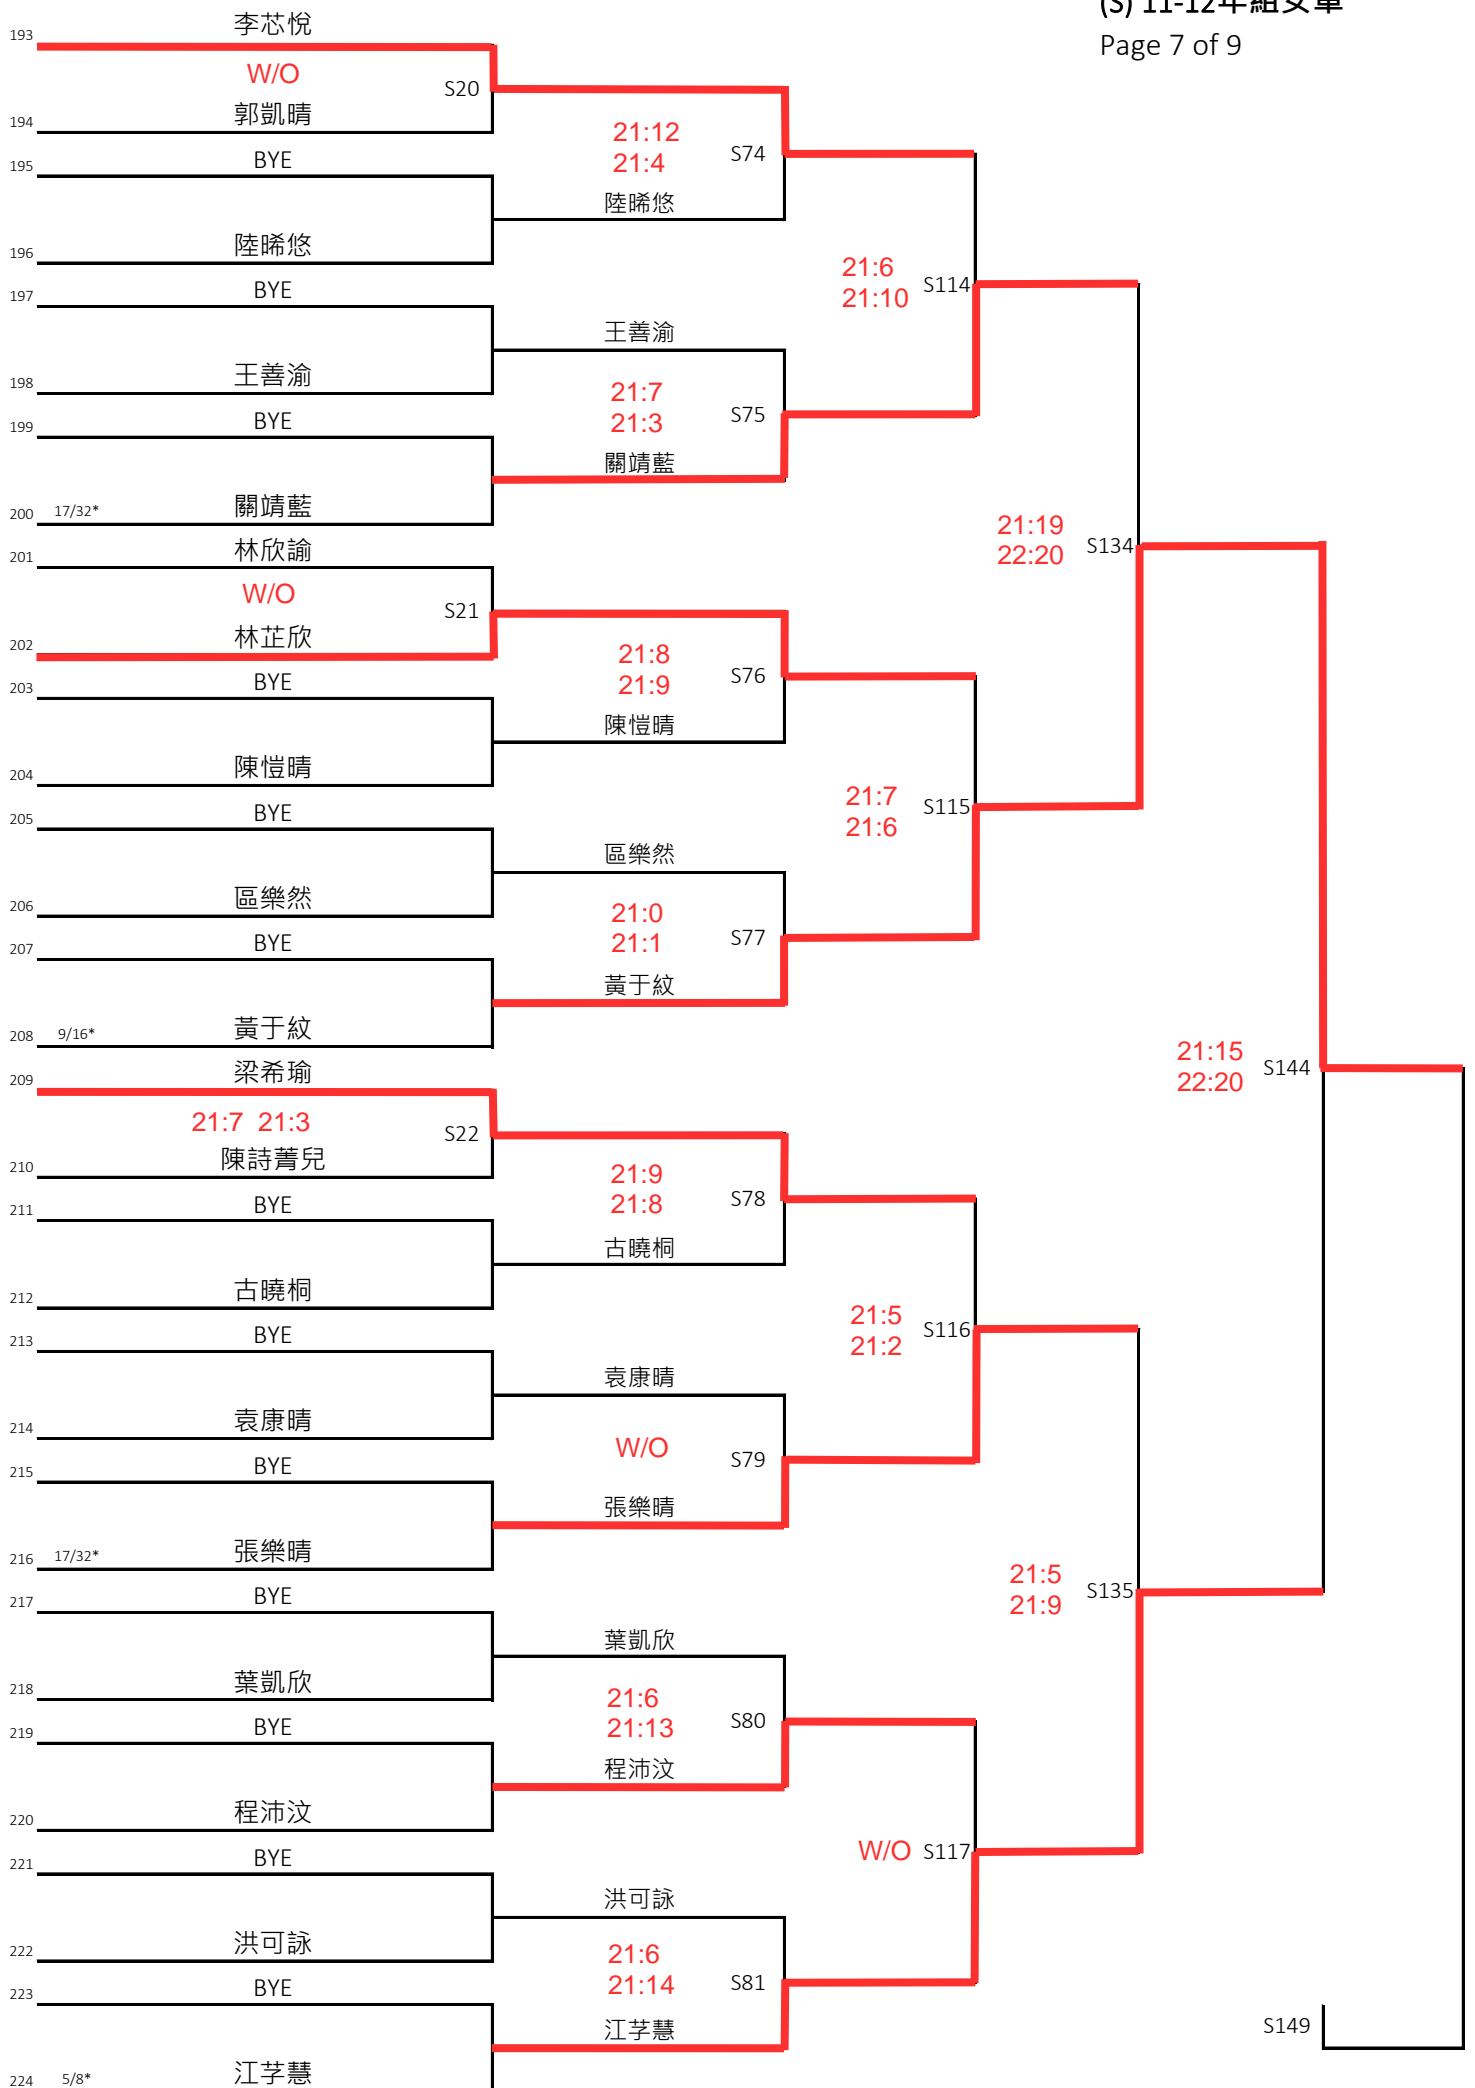 (S) 11-12年組女單
Page 7 of 9
193 李芯悅
W/O
S20
194 郭凱晴
21:12
21:4
S74
195 BYE
陸晞悠
196 陸晞悠
21:6
21:10
S114
197 BYE
王善渝
198 王善渝
21:7
21:3
S75
199 BYE
關靖藍
200 17/32* 關靖藍
21:19
22:20
S134
201 林欣諭
W/O
S21
202 林芷欣
21:8
21:9
S76
203 BYE
陳愷晴
204 陳愷晴
21:7
21:6
S115
205 BYE
區樂然
206 區樂然
21:0
21:1
S77
207 BYE
黃于紋
208 9/16* 黃于紋
21:15
22:20
S144
209 梁希瑜
21:7 21:3
S22
210 陳詩菁兒
21:9
21:8
S78
211 BYE
古曉桐
212 古曉桐
21:5
21:2
S116
213 BYE
袁康晴
214 袁康晴
W/O
S79
215 BYE
張樂晴
216 17/32* 張樂晴
21:5
21:9
S135
217 BYE
葉凱欣
218 葉凱欣
21:6
21:13
S80
219 BYE
程沛汶
220 程沛汶
W/O
S117
221 BYE
洪可詠
222 洪可詠
21:6
21:14
S81
223 BYE
江芓慧
S149
224 5/8* 江芓慧